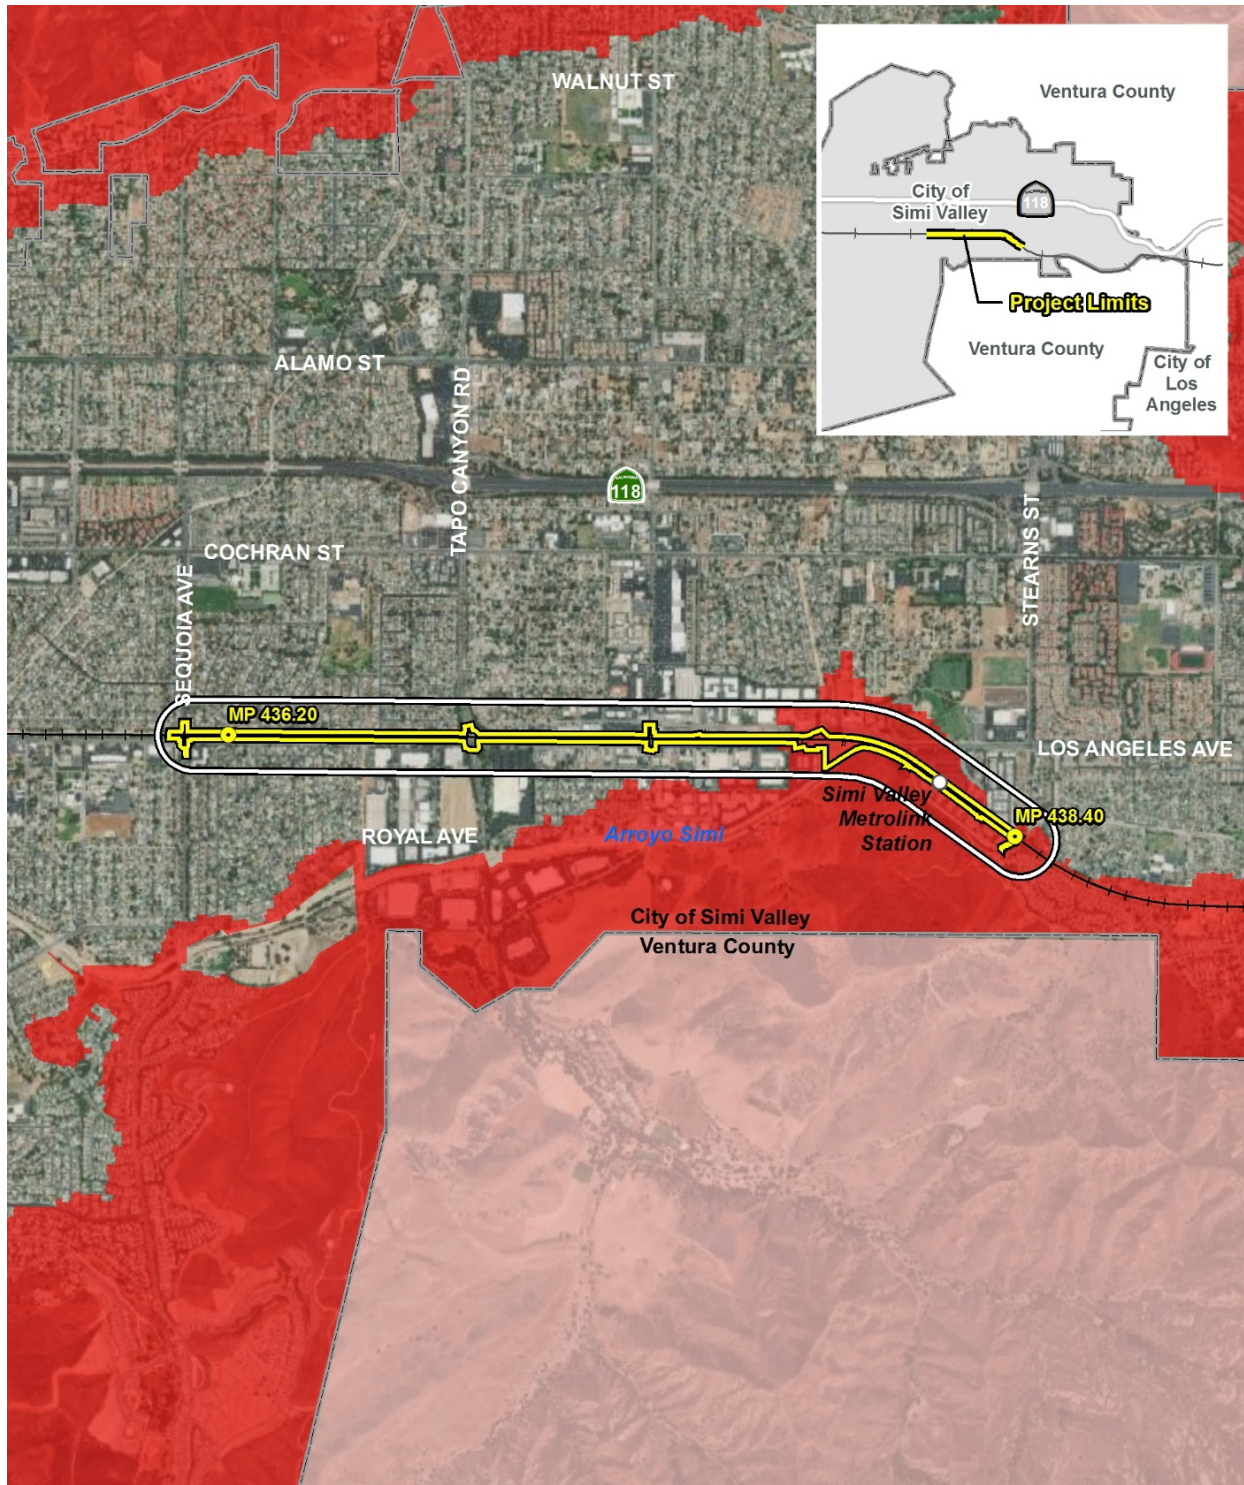 WALNUT ST
Ventura County
City of
Simi Valley
CALIFORNIA
118
Project Limits
Ventura County
City of
Los
Angeles
ALAMO ST
TAPO CANYON RD
CALIFORNIA
118
COCHRAN ST
SEQUOIA AVE
STEARNS ST
MP 436.20
LOS ANGELES AVE
Simi Valley
Metrolink
Station
MP 438.40
ROYAL AVE
Arroyo Simi
City of Simi Valley
Ventura County